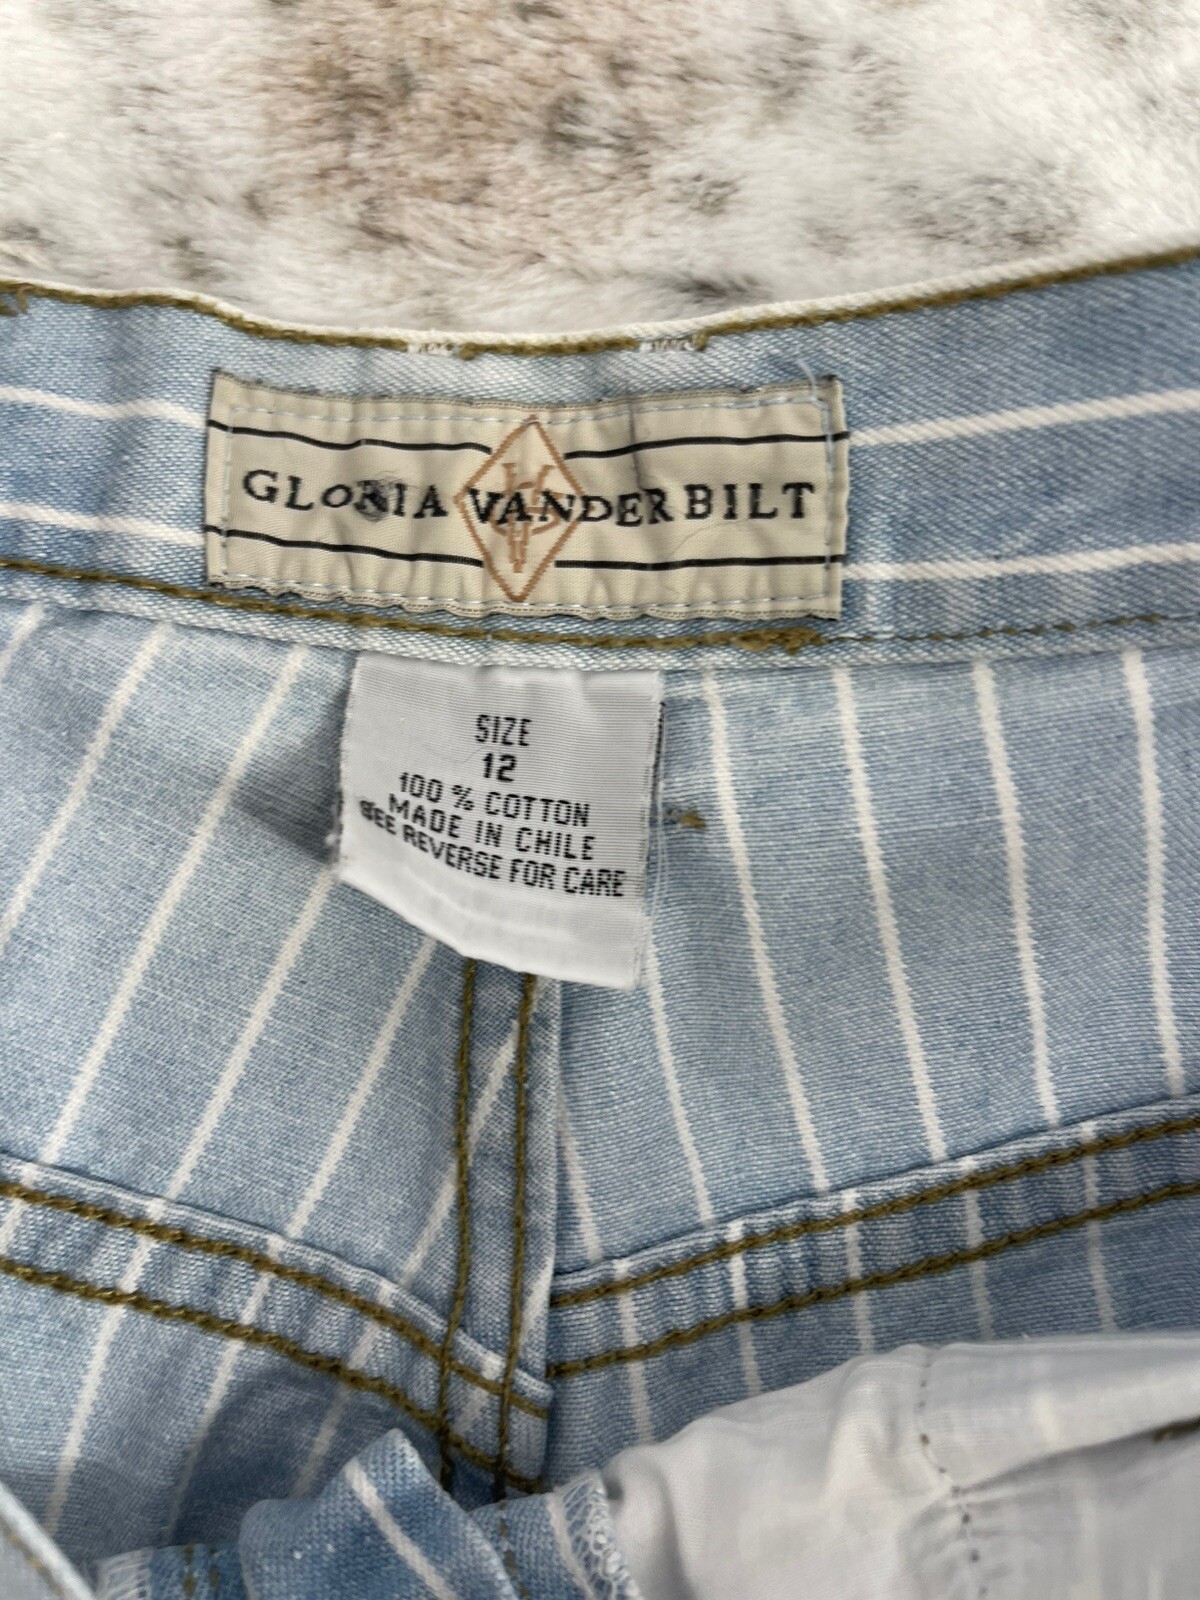 GLORIA VANDERBILT
SIZE
12
100 % COTTON
MADE IN CHILE
SEE REVERSE FOR CARE